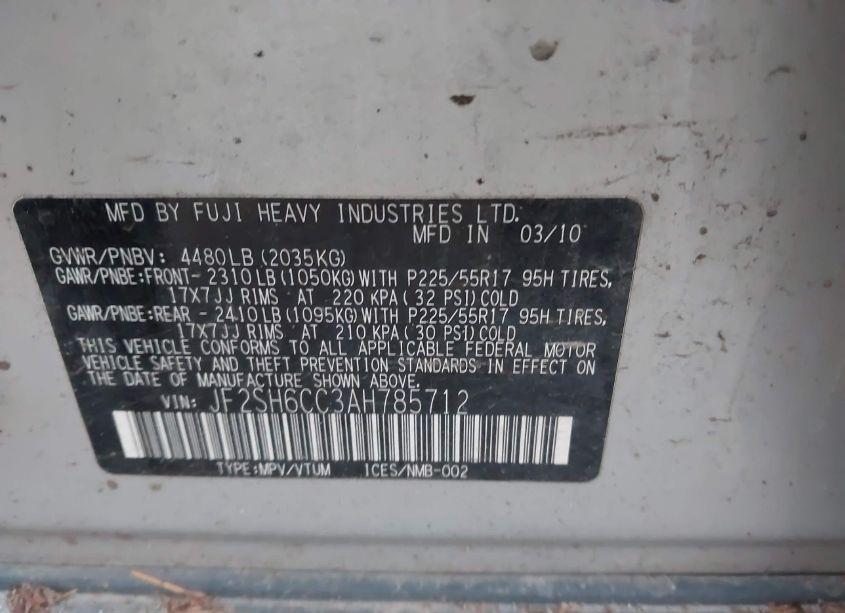 MFD BY FUJI HEAVY INDUSTRIES LTD.
MFD IN 03/10
GVWR/PNBV: 4480LB (2035KG)
GAWR/PNBE:FRONT- 2310 LB (1050KG) WITH P225/55R17 95H TIRES,
17X7JJ RIMS AT 220 KPA ( 32 PSI) COLD
GAWR/PNBE:REAR - 2410 LB (1095KG) WITH P225/55R17 95H TIRES,
17X7JJ RIMS AT 210 KPA ( 30 PSI) COLD
THIS VEHICLE CONFORMS TO ALL APPLICABLE FEDERAL MOTOR
VEHICLE SAFETY AND THEFT PREVENTION STANDARDS IN EFFECT ON
THE DATE OF MANUFACTURE SHOWN ABOVE.
VIN: JF2SH6CC3AH785712
TYPE:MPV/VTUM ICES/NMB-002